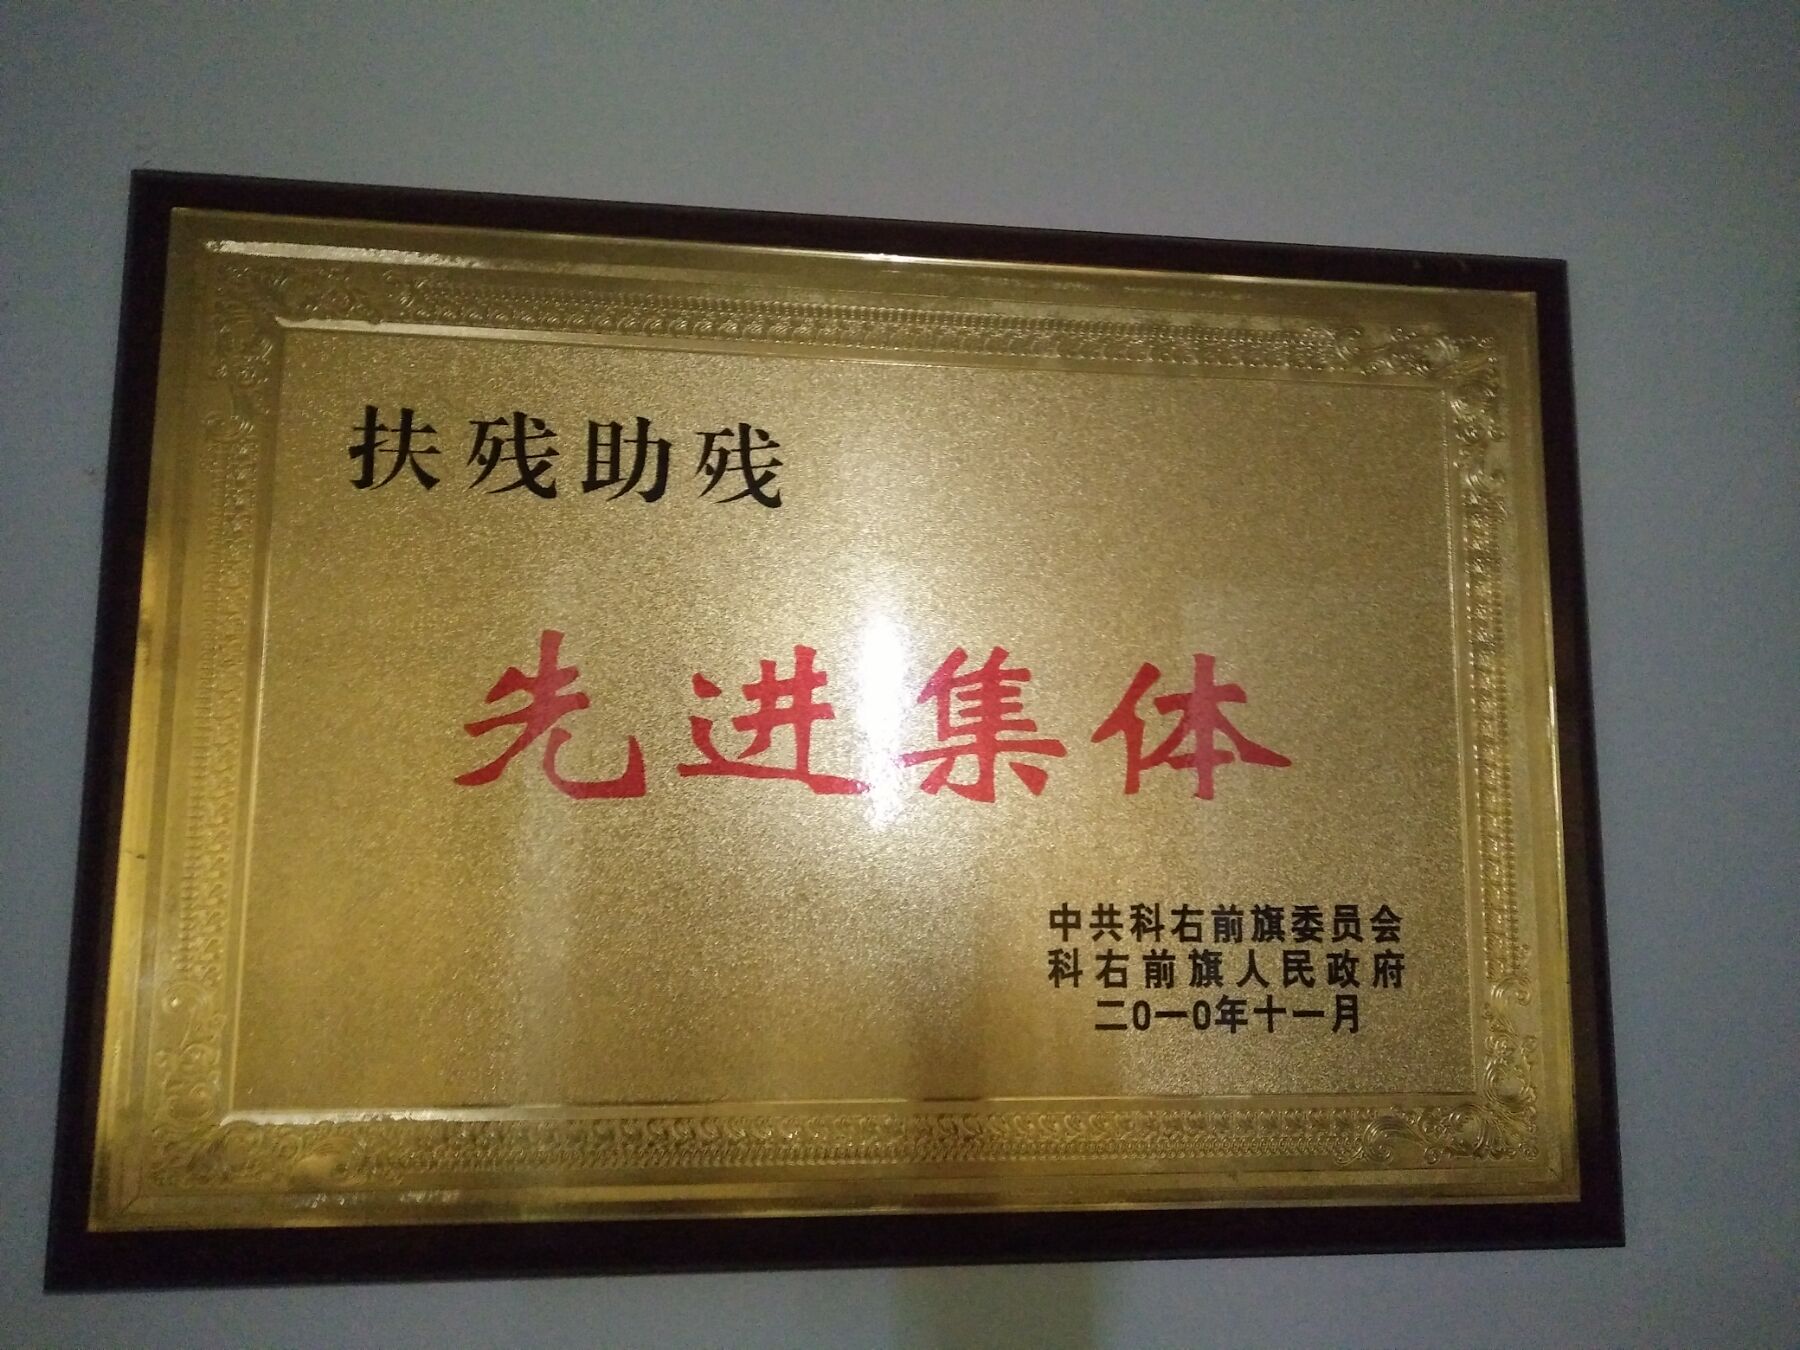 扶残助残
先进集体
中共科右前旗委员会
科右前旗人民政府
二0一0年十一月